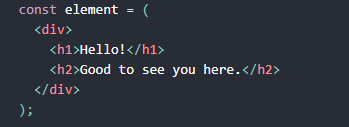 const element = (
  <div>
    <h1>Hello!</h1>
    <h2>Good to see you here.</h2>
  </div>
);